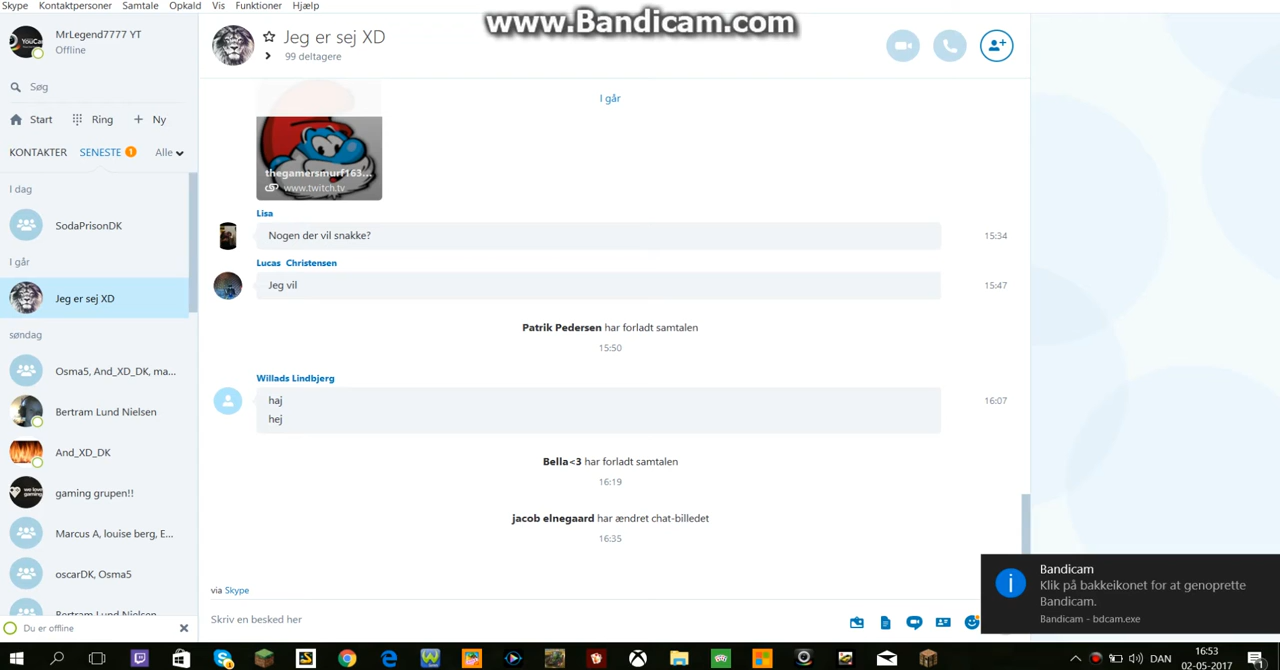 www.Bandicam.com
Skype Kontaktpersoner Samtale Opkald Vis Funktioner Hjælp
MrLegend7777 YT
Offline
Søg
Start Ring Ny
KONTAKTER SENESTE 1 Alle
I dag
SodaPrisonDK
I går
Jeg er sej XD
søndag
Osma5, And_XD_DK, ma...
Bertram Lund Nielsen
And_XD_DK
gaming grupen!!
Marcus A, louise berg, E...
oscarDK, Osma5
Bertram Lund Nielsen
Du er offline
Jeg er sej XD
99 deltagere
I går
thegamersmurf163...
www.twitch.tv
Lisa
Nogen der vil snakke? 15:34
Lucas Christensen
Jeg vil 15:47
Patrik Pedersen har forladt samtalen
15:50
Willads Lindbjerg
haj 16:07
hej
Bella<3 har forladt samtalen
16:19
jacob elnegaard har ændret chat-billedet
16:35
via Skype
Skriv en besked her
Bandicam
Klik på bakkeikonet for at genoprette
Bandicam.
Bandicam - bdcam.exe
DAN
16:53
02-05-2017